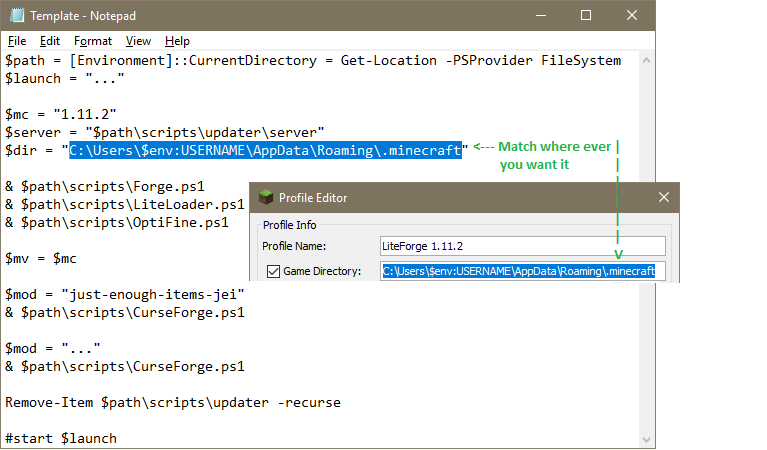 Template - Notepad
File Edit Format View Help
$path = [Environment]::CurrentDirectory = Get-Location -PSProvider FileSystem
$launch = "..."
$mc = "1.11.2"
$server = "$path\scripts\updater\server"
$dir = "C:\Users\$env:USERNAME\AppData\Roaming\.minecraft"
<--- Match where ever
you want it
& $path\scripts\Forge.ps1
& $path\scripts\LiteLoader.ps1
& $path\scripts\OptiFine.ps1
$mv = $mc
$mod = "just-enough-items-jei"
& $path\scripts\CurseForge.ps1
$mod = "..."
& $path\scripts\CurseForge.ps1
Remove-Item $path\scripts\updater -recurse
#start $launch
Profile Editor
Profile Info
Profile Name: LiteForge 1.11.2
Game Directory: C:\Users\$env:USERNAME\AppData\Roaming\.minecraft